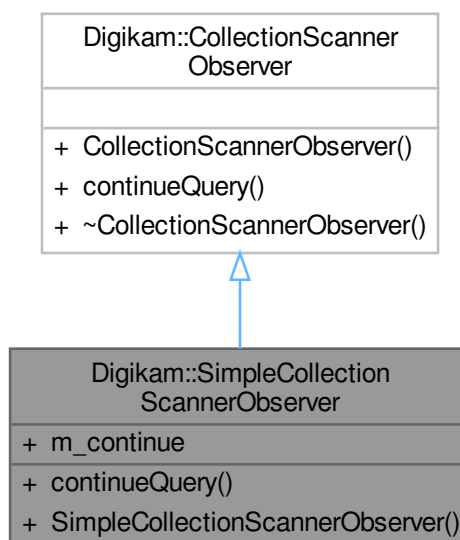 Digikam::CollectionScanner
Observer
+ CollectionScannerObserver()
+ continueQuery()
+ ~CollectionScannerObserver()
Digikam::SimpleCollection
ScannerObserver
+ m_continue
+ continueQuery()
+ SimpleCollectionScannerObserver()